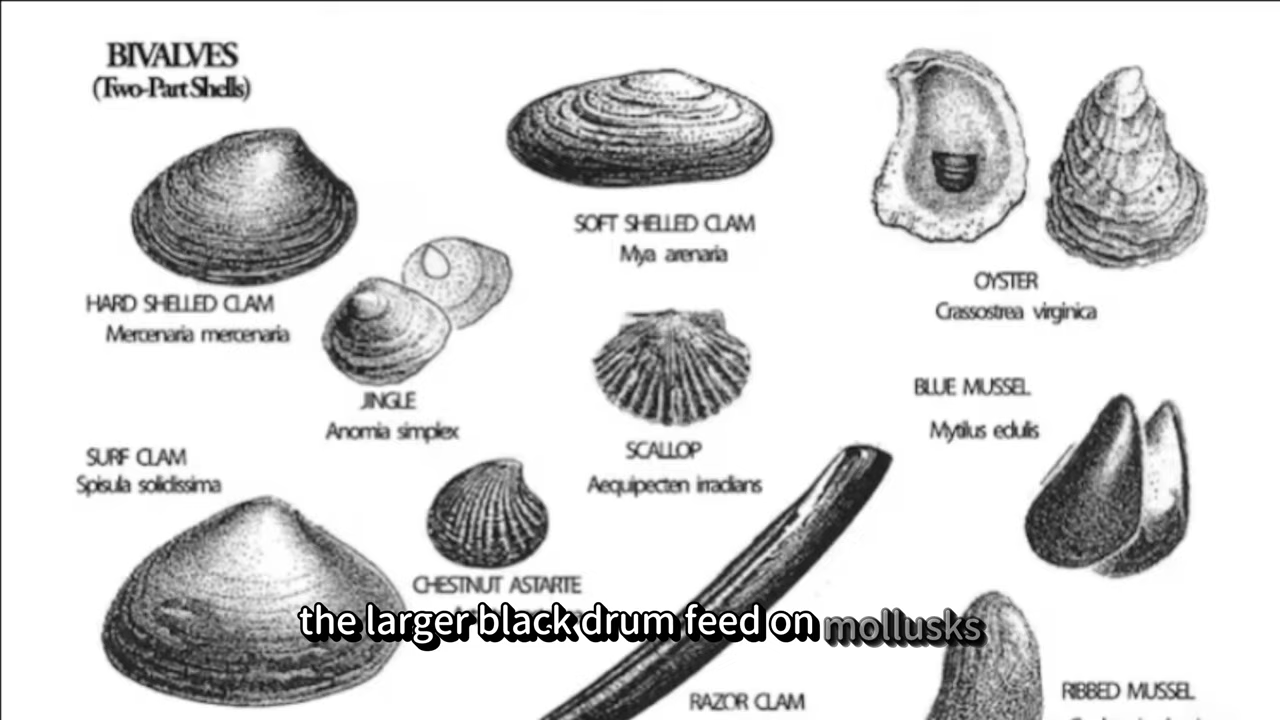 BIVALVES
(Two-Part Shells)
HARD SHELLED CLAM
Mercenaria mercenaria
SOFT SHELLED CLAM
Mya arenaria
OYSTER
Crassostrea virginica
JINGLE
Anomia simplex
SCALLOP
Aequipecten irradians
BLUE MUSSEL
Mytilus edulis
SURF CLAM
Spisula solidissima
CHESTNUT ASTARTE
RAZOR CLAM
RIBBED MUSSEL
the larger black drum feed on mollusks